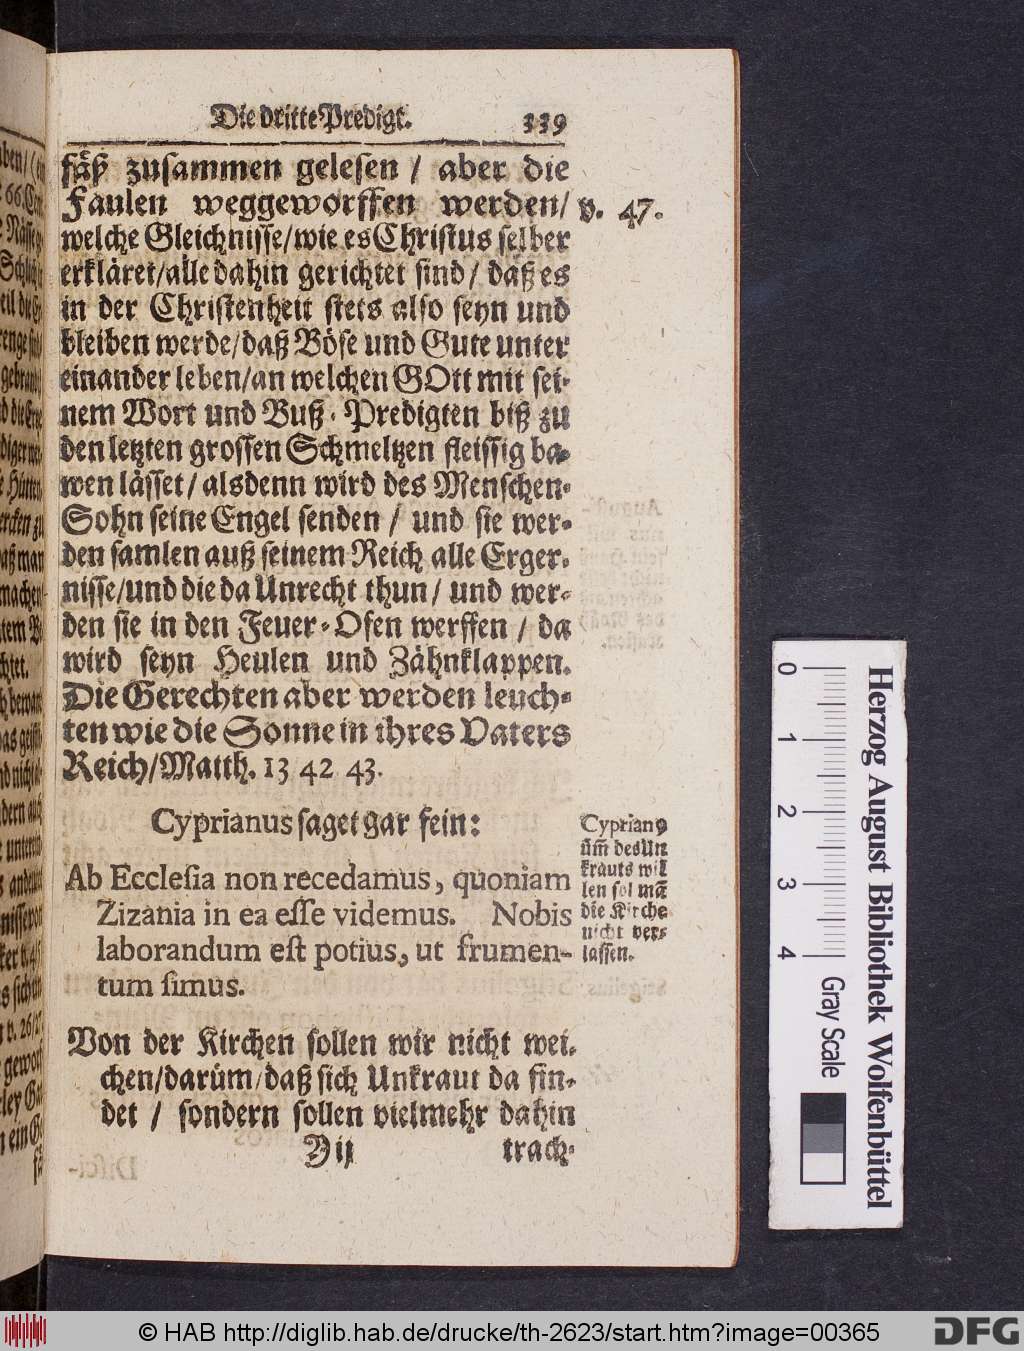 Die dritte Predigt. 339
fäß zusammen gelesen / aber die
Faulen weggeworffen werden/ v. 47.
welche Gleichnisse/wie es Christus selber
erkläret/alle dahin gerichtet sind/ daß es
in der Christenheit stets also seyn und
bleiben werde/daß Böse und Gute unter
einander leben/an welchen GOtt mit sei-
nem Wort und Buß-Predigten biß zu
den letzten grossen Schmeltzen fleissig ba-
wen lässet/ alsdenn wird des Menschen-
Sohn seine Engel senden / und sie wer-
den samlen auß seinem Reich alle Erger-
nisse/und die da Unrecht thun/ und wer-
den sie in den Feuer-Ofen werffen / da
wird seyn Heulen und Zähnklappen.
Die Gerechten aber werden leuch-
ten wie die Sonne in ihres Vaters
Reich/Matth. 13 42 43.
Cyprianus saget gar fein:
Ab Ecclesia non recedamus, quoniam
Zizania in ea esse videmus. Nobis
laborandum est potius, ut frumen-
tum simus.
Cyprianꝰ
üm̃ des Un
krauts wil
len sol mā
die Kirche
nicht ver-
lassen.
Von der Kirchen sollen wir nicht wei-
chen/darüm/daß sich Unkraut da fin-
det / sondern sollen vielmehr dahin
Y ij trach-
0 1 2 3 4
Gray Scale
Herzog August Bibliothek Wolfenbüttel
© HAB http://diglib.hab.de/drucke/th-2623/start.htm?image=00365
DFG